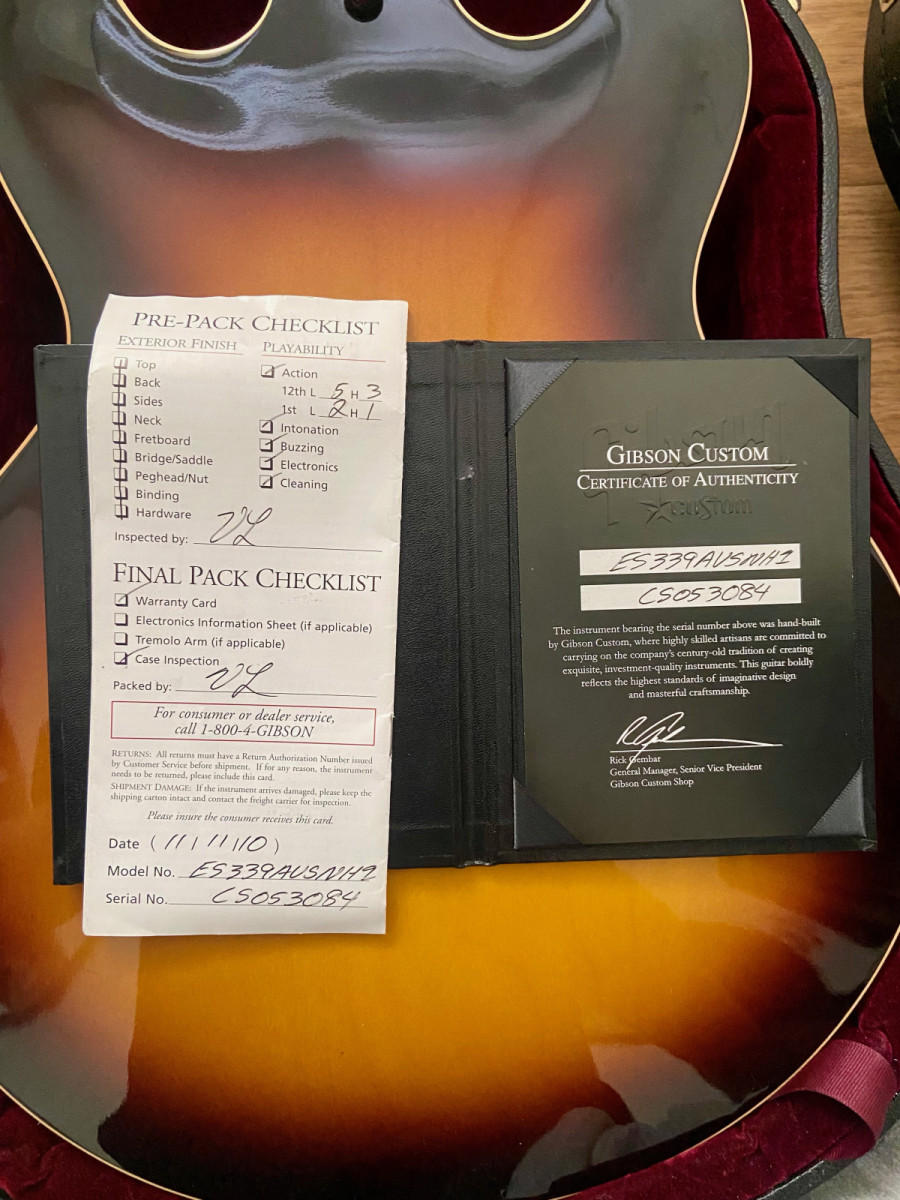 PRE-PACK CHECKLIST
EXTERIOR FINISH
Top
Back
Sides
Neck
Fretboard
Bridge/Saddle
Peghead/Nut
Binding
Hardware
PLAYABILITY
Action
12th L 5 H 3
1st L 2 H 1
Intonation
Buzzing
Electronics
Cleaning
Inspected by: VL
FINAL PACK CHECKLIST
Warranty Card
Electronics Information Sheet (if applicable)
Tremolo Arm (if applicable)
Case Inspection
Packed by: VL
For consumer or dealer service,
call 1-800-4-GIBSON
RETURNS: All returns must have a Return Authorization Number issued
by Customer Service before shipment. If for any reason, the instrument
needs to be returned, please include this card.
SHIPMENT DAMAGE: If the instrument arrives damaged, please keep the
shipping carton intact and contact the freight carrier for inspection.
Please insure the consumer receives this card.
Date (11/11/10)
Model No. ES339AUSNH1
Serial No. CS053084
GIBSON CUSTOM
CERTIFICATE OF AUTHENTICITY
custom
ES339AUSNH1
CS053084
The instrument bearing the serial number above was hand-built
by Gibson Custom, where highly skilled artisans are committed to
carrying on the company's century-old tradition of creating
exquisite, investment-quality instruments. This guitar boldly
reflects the highest standards of imaginative design
and masterful craftsmanship.
Rick Gembar
General Manager, Senior Vice President
Gibson Custom Shop